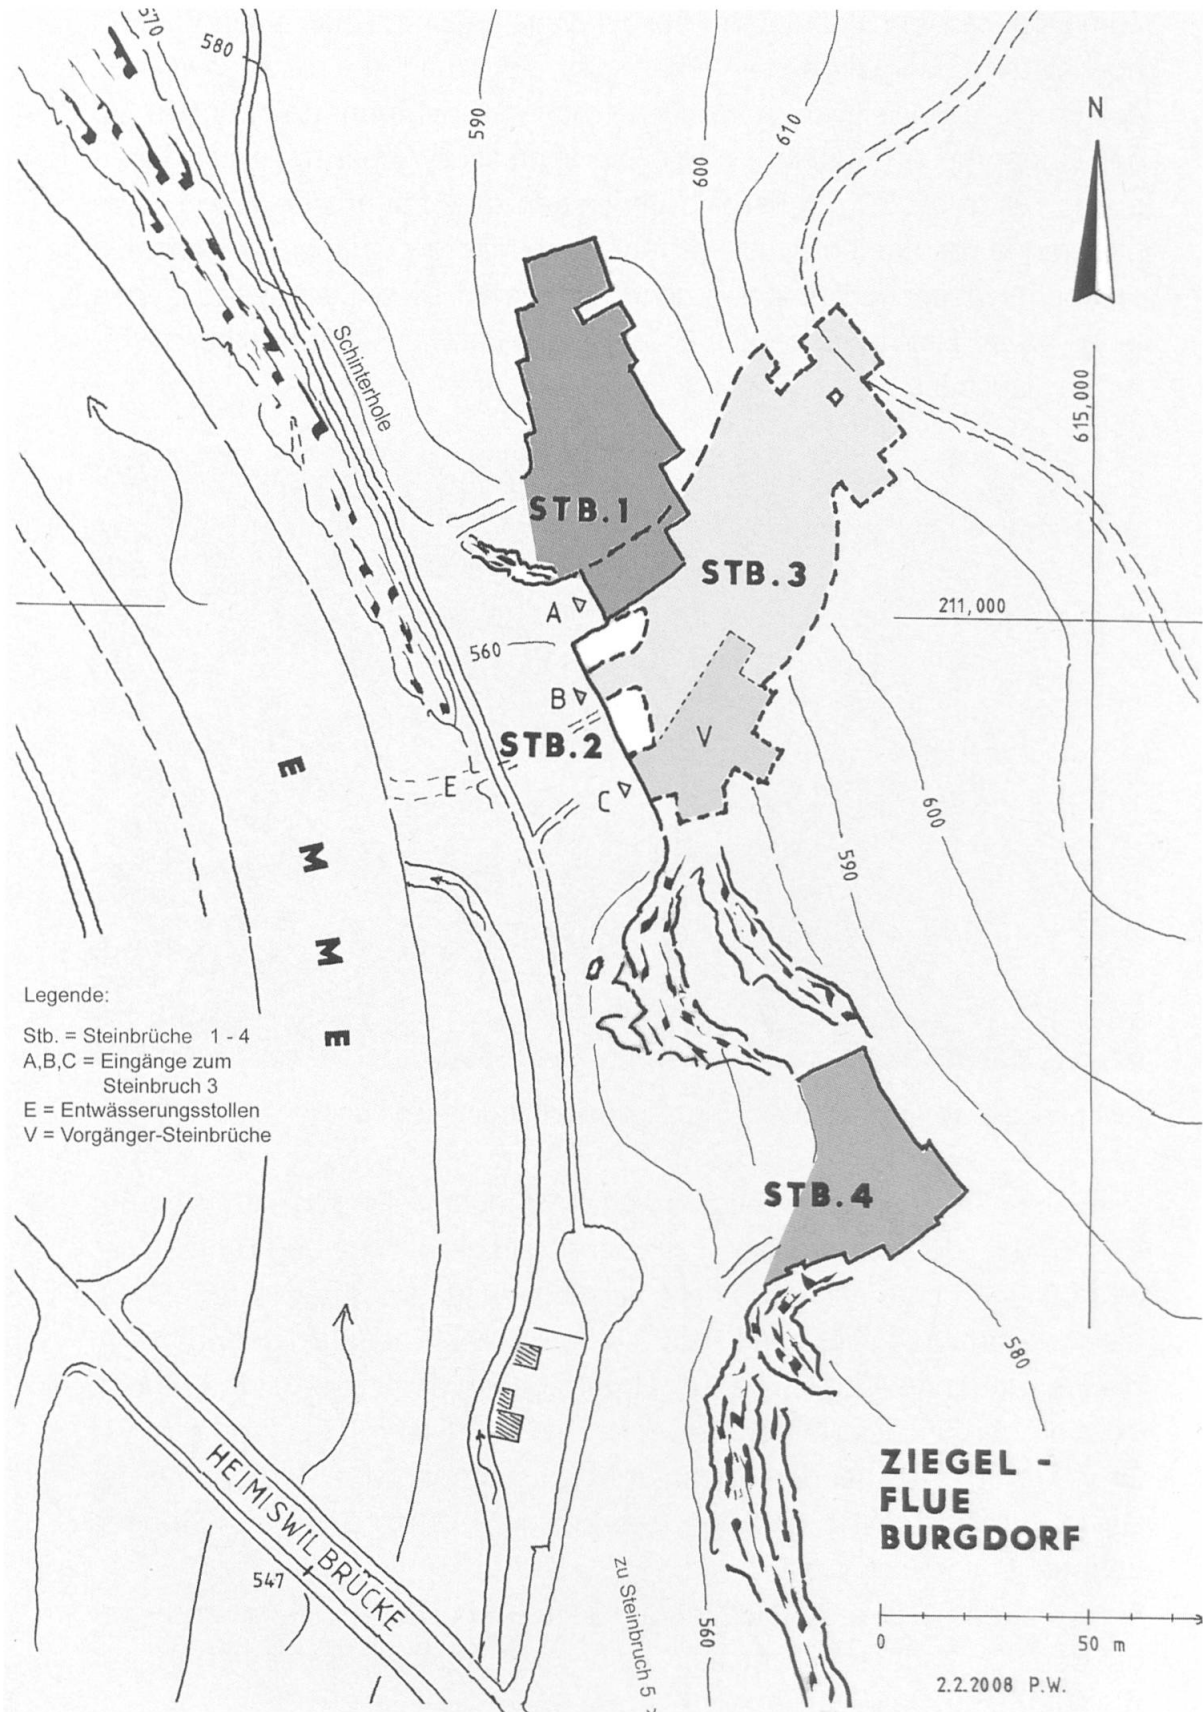 570
580
590
600
610
N
Schinterhole
615,000
STB. 1
STB. 3
A
211,000
560
B
STB. 2
V
E
C
600
590
E
M
M
E
Legende:
Stb. = Steinbrüche 1 - 4
A,B,C = Eingänge zum
Steinbruch 3
E = Entwässerungsstollen
V = Vorgänger-Steinbrüche
STB. 4
580
HEIMISWILBRÜCKE
547
zu Steinbruch 5
560
ZIEGEL -
FLUE
BURGDORF
0 50 m
2.2.2008 P.W.